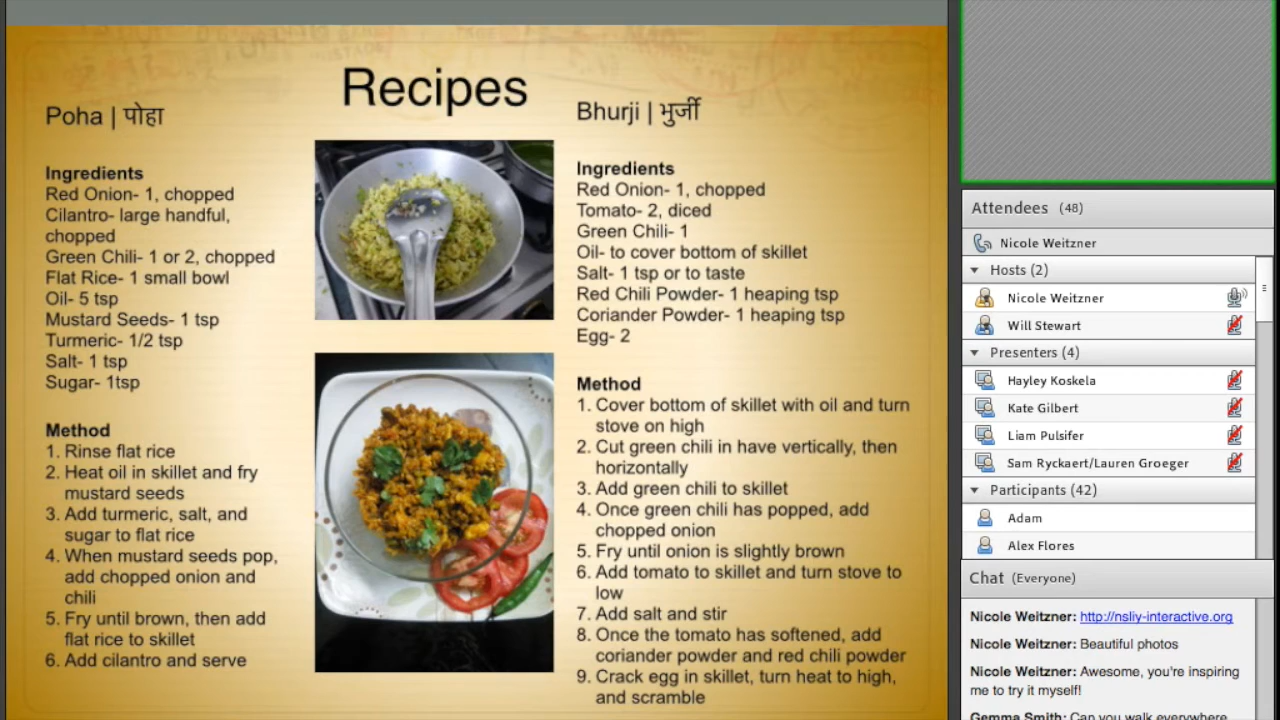 Recipes
Poha | पोहा
Ingredients
Red Onion- 1, chopped
Cilantro- large handful,
chopped
Green Chili- 1 or 2, chopped
Flat Rice- 1 small bowl
Oil- 5 tsp
Mustard Seeds- 1 tsp
Turmeric- 1/2 tsp
Salt- 1 tsp
Sugar- 1tsp
Method
1. Rinse flat rice
2. Heat oil in skillet and fry
mustard seeds
3. Add turmeric, salt, and
sugar to flat rice
4. When mustard seeds pop,
add chopped onion and
chili
5. Fry until brown, then add
flat rice to skillet
6. Add cilantro and serve
Bhurji | भुर्जी
Ingredients
Red Onion- 1, chopped
Tomato- 2, diced
Green Chili- 1
Oil- to cover bottom of skillet
Salt- 1 tsp or to taste
Red Chili Powder- 1 heaping tsp
Coriander Powder- 1 heaping tsp
Egg- 2
Method
1. Cover bottom of skillet with oil and turn
stove on high
2. Cut green chili in have vertically, then
horizontally
3. Add green chili to skillet
4. Once green chili has popped, add
chopped onion
5. Fry until onion is slightly brown
6. Add tomato to skillet and turn stove to
low
7. Add salt and stir
8. Once the tomato has softened, add
coriander powder and red chili powder
9. Crack egg in skillet, turn heat to high,
and scramble
Attendees (48)
Nicole Weitzner
Hosts (2)
Nicole Weitzner
Will Stewart
Presenters (4)
Hayley Koskela
Kate Gilbert
Liam Pulsifer
Sam Ryckaert/Lauren Groeger
Participants (42)
Adam
Alex Flores
Chat (Everyone)
Nicole Weitzner: http://nsliy-interactive.org
Nicole Weitzner: Beautiful photos
Nicole Weitzner: Awesome, you're inspiring
me to try it myself!
Gemma Smith: Can you walk everywhere